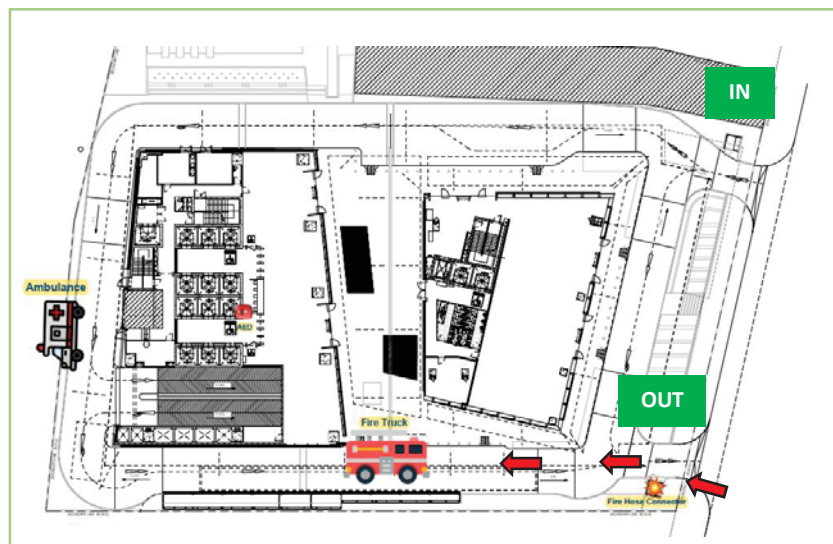 IN
Ambulance
AED
OUT
Fire Truck
Fire Hose Connector